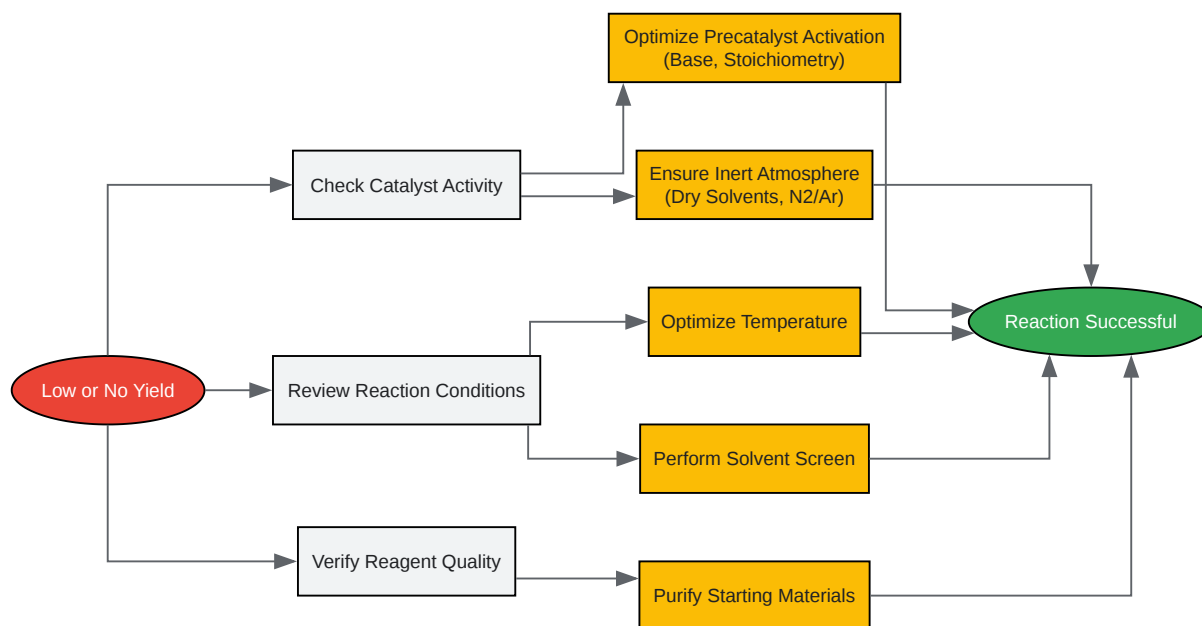 Optimize Precatalyst Activation
(Base, Stoichiometry)
Check Catalyst Activity
Ensure Inert Atmosphere
(Dry Solvents, N2/Ar)
Optimize Temperature
Reaction Successful
Low or No Yield
Review Reaction Conditions
Perform Solvent Screen
Verify Reagent Quality
Purify Starting Materials